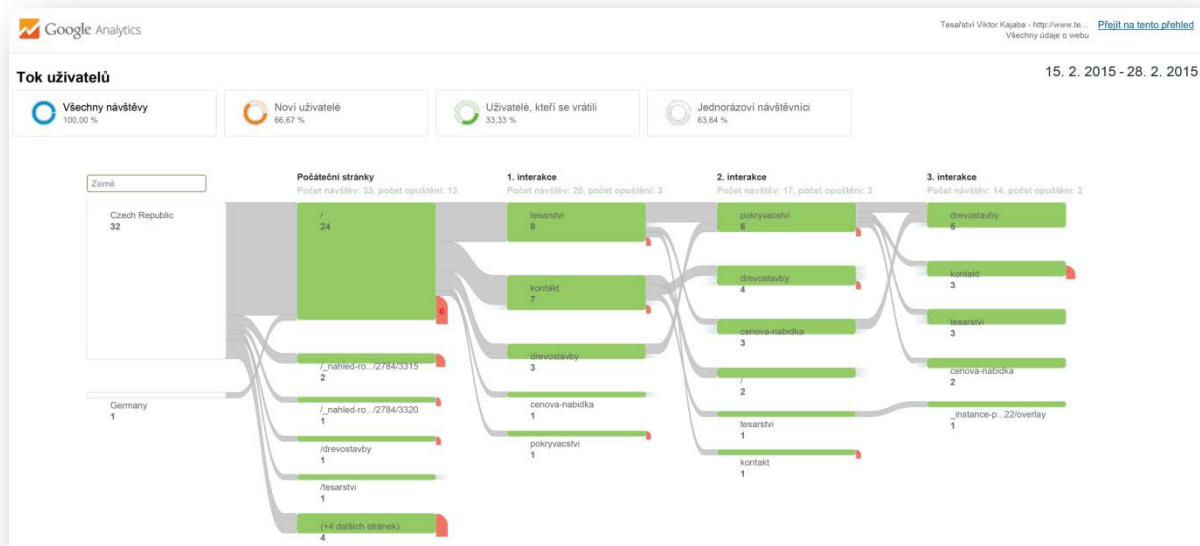 Google Analytics
Tesařství Viktor Kajaba - http://www.te...
Všechny údaje o webu
Přejít na tento přehled
Tok uživatelů
15. 2. 2015 - 28. 2. 2015
Všechny návštěvy
100,00 %
Noví uživatelé
66,67 %
Uživatelé, kteří se vrátili
33,33 %
Jednorázoví návštěvníci
63,64 %
Země
Počáteční stránky
Počet návštěv: 33, počet opuštění: 13
1. interakce
Počet návštěv: 20, počet opuštění: 3
2. interakce
Počet návštěv: 17, počet opuštění: 3
3. interakce
Počet návštěv: 14, počet opuštění: 2
Czech Republic
32
Germany
1
/
24
6
/_nahled-ro.../2784/3315
2
/_nahled-ro.../2784/3320
1
/drevostavby
1
/tesarstvi
1
(+4 dalších stránek)
4
tesarstvi
8
kontakt
7
drevostavby
3
cenova-nabidka
1
pokryvacstvi
1
pokryvacstvi
6
drevostavby
4
cenova-nabidka
3
/
2
tesarstvi
1
kontakt
1
drevostavby
5
kontakt
3
tesarstvi
3
cenova-nabidka
2
_instance-p...22/overlay
1